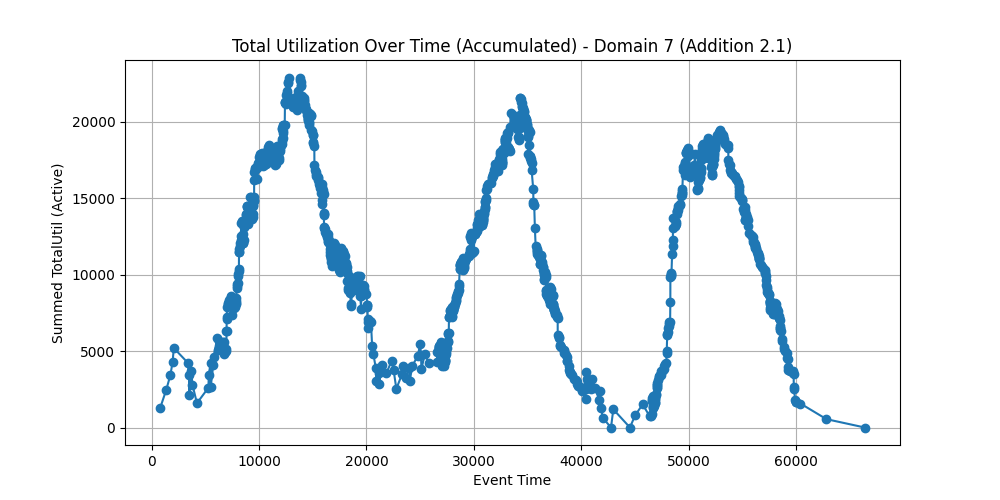 Total Utilization Over Time (Accumulated) - Domain 7 (Addition 2.1)
Summed TotalUtil (Active)
20000
15000
10000
5000
0
0 10000 20000 30000 40000 50000 60000
Event Time